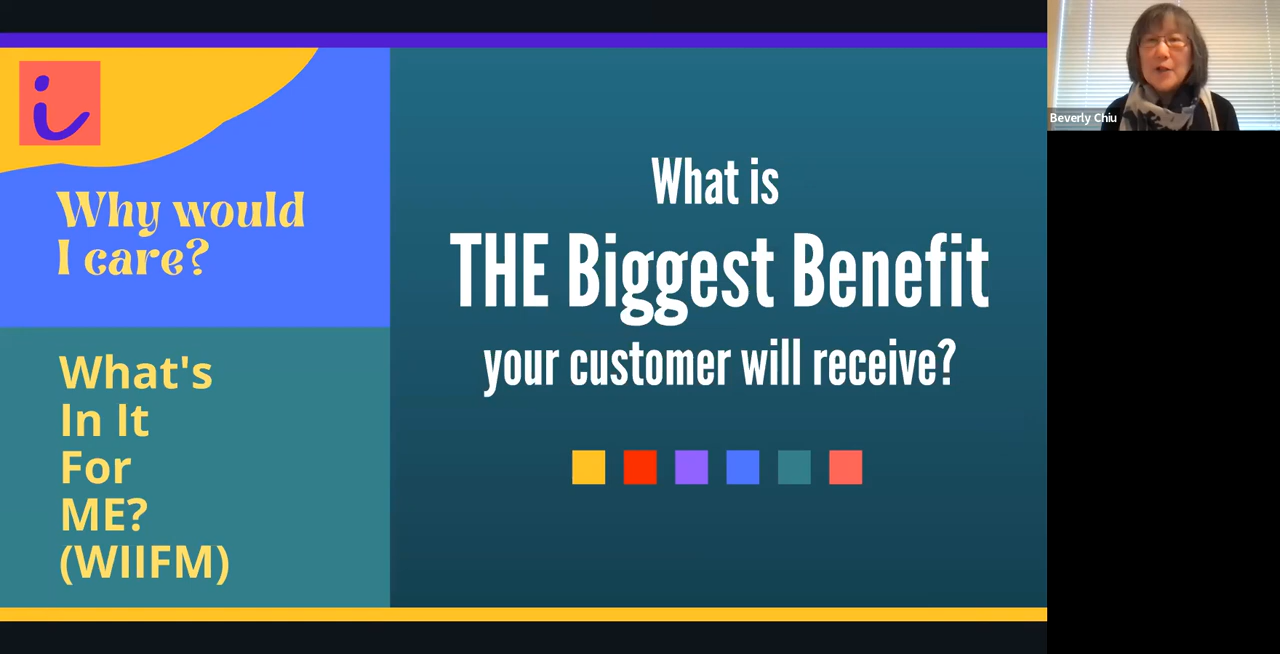 Why would
I care?
What's
In It
For
ME?
(WIIFM)
What is
THE Biggest Benefit
your customer will receive?
Beverly Chiu